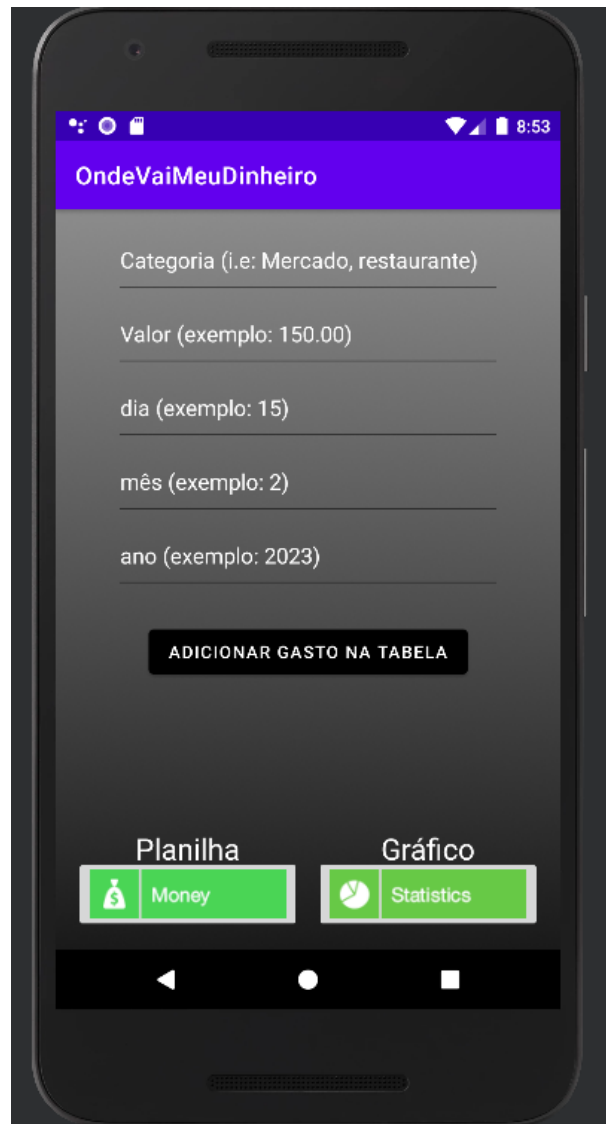 8:53
OndeVaiMeuDinheiro
Categoria (i.e: Mercado, restaurante)
Valor (exemplo: 150.00)
dia (exemplo: 15)
mês (exemplo: 2)
ano (exemplo: 2023)
ADICIONAR GASTO NA TABELA
Planilha Gráfico
$ Money Statistics